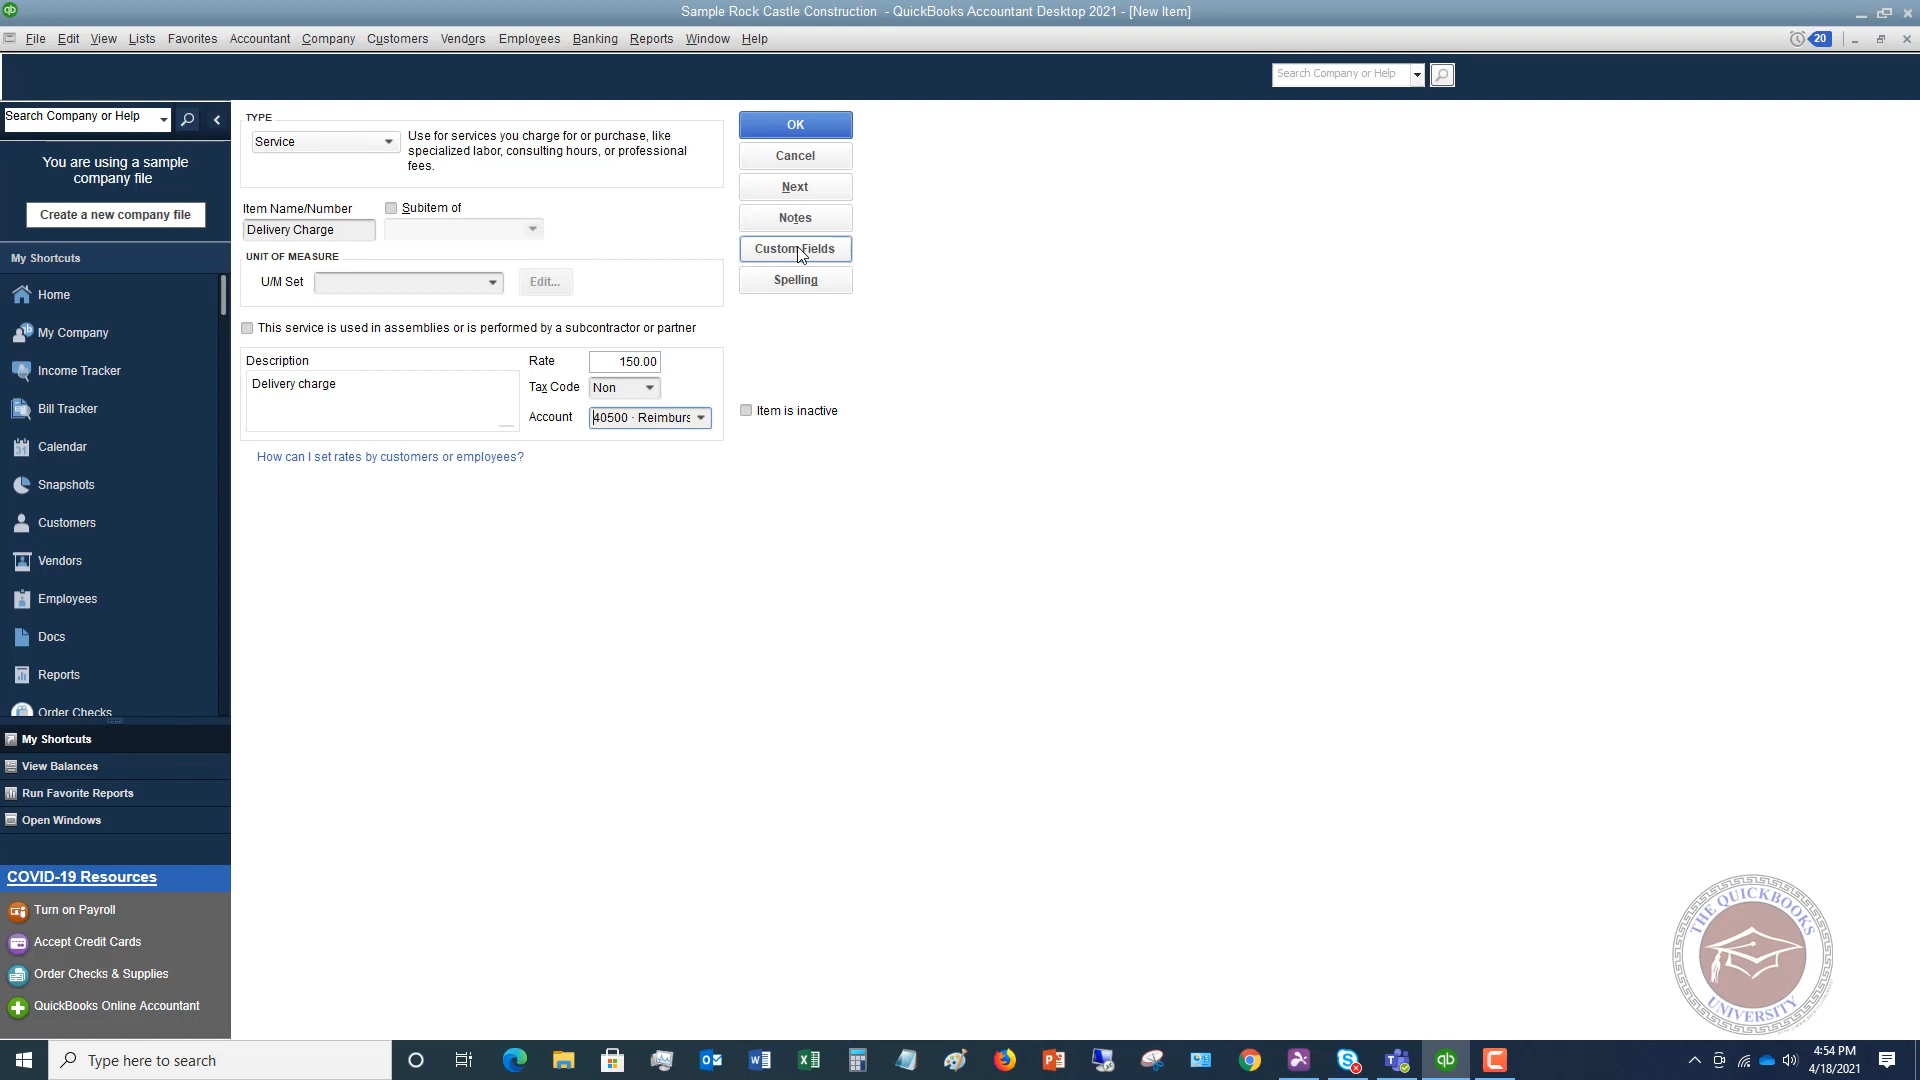 Sample Rock Castle Construction - QuickBooks Accountant Desktop 2021 - [New Item]
File Edit View Lists Favorites Accountant Company Customers Vendors Employees Banking Reports Window Help
20
Search Company or Help
Search Company or Help
You are using a sample
company file
Create a new company file
My Shortcuts
Home
My Company
Income Tracker
Bill Tracker
Calendar
Snapshots
Customers
Vendors
Employees
Docs
Reports
Order Checks
My Shortcuts
View Balances
Run Favorite Reports
Open Windows
COVID-19 Resources
Turn on Payroll
Accept Credit Cards
Order Checks & Supplies
QuickBooks Online Accountant
TYPE
Service
Use for services you charge for or purchase, like
specialized labor, consulting hours, or professional
fees.
Item Name/Number
Subitem of
Delivery Charge
UNIT OF MEASURE
U/M Set
Edit...
This service is used in assemblies or is performed by a subcontractor or partner
Description
Delivery charge
Rate 150.00
Tax Code Non
Account 40500 · Reimburs
How can I set rates by customers or employees?
OK
Cancel
Next
Notes
Custom Fields
Spelling
Item is inactive
THE QUICKBOOKS
UNIVERSITY
Type here to search
4:54 PM
4/18/2021